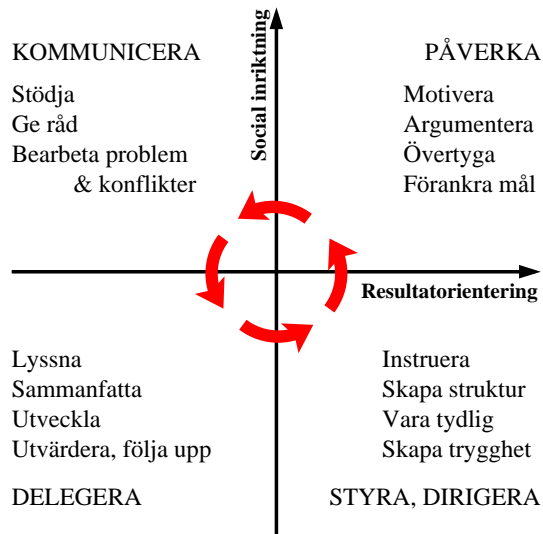 KOMMUNICERA
Stödja
Ge råd
Bearbeta problem
& konflikter
Social inriktning
PÅVERKA
Motivera
Argumentera
Övertyga
Förankra mål
Resultatorientering
Lyssna
Sammanfatta
Utveckla
Utvärdera, följa upp
DELEGERA
Instruera
Skapa struktur
Vara tydlig
Skapa trygghet
STYRA, DIRIGERA